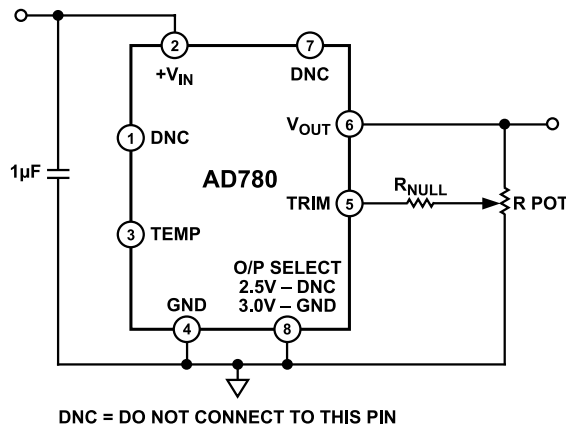 2
+VIN
7
DNC
1 DNC
VOUT 6
1µF
AD780
TRIM 5
RNULL
R POT
3 TEMP
O/P SELECT
2.5V – DNC
3.0V – GND
GND
4
8
DNC = DO NOT CONNECT TO THIS PIN